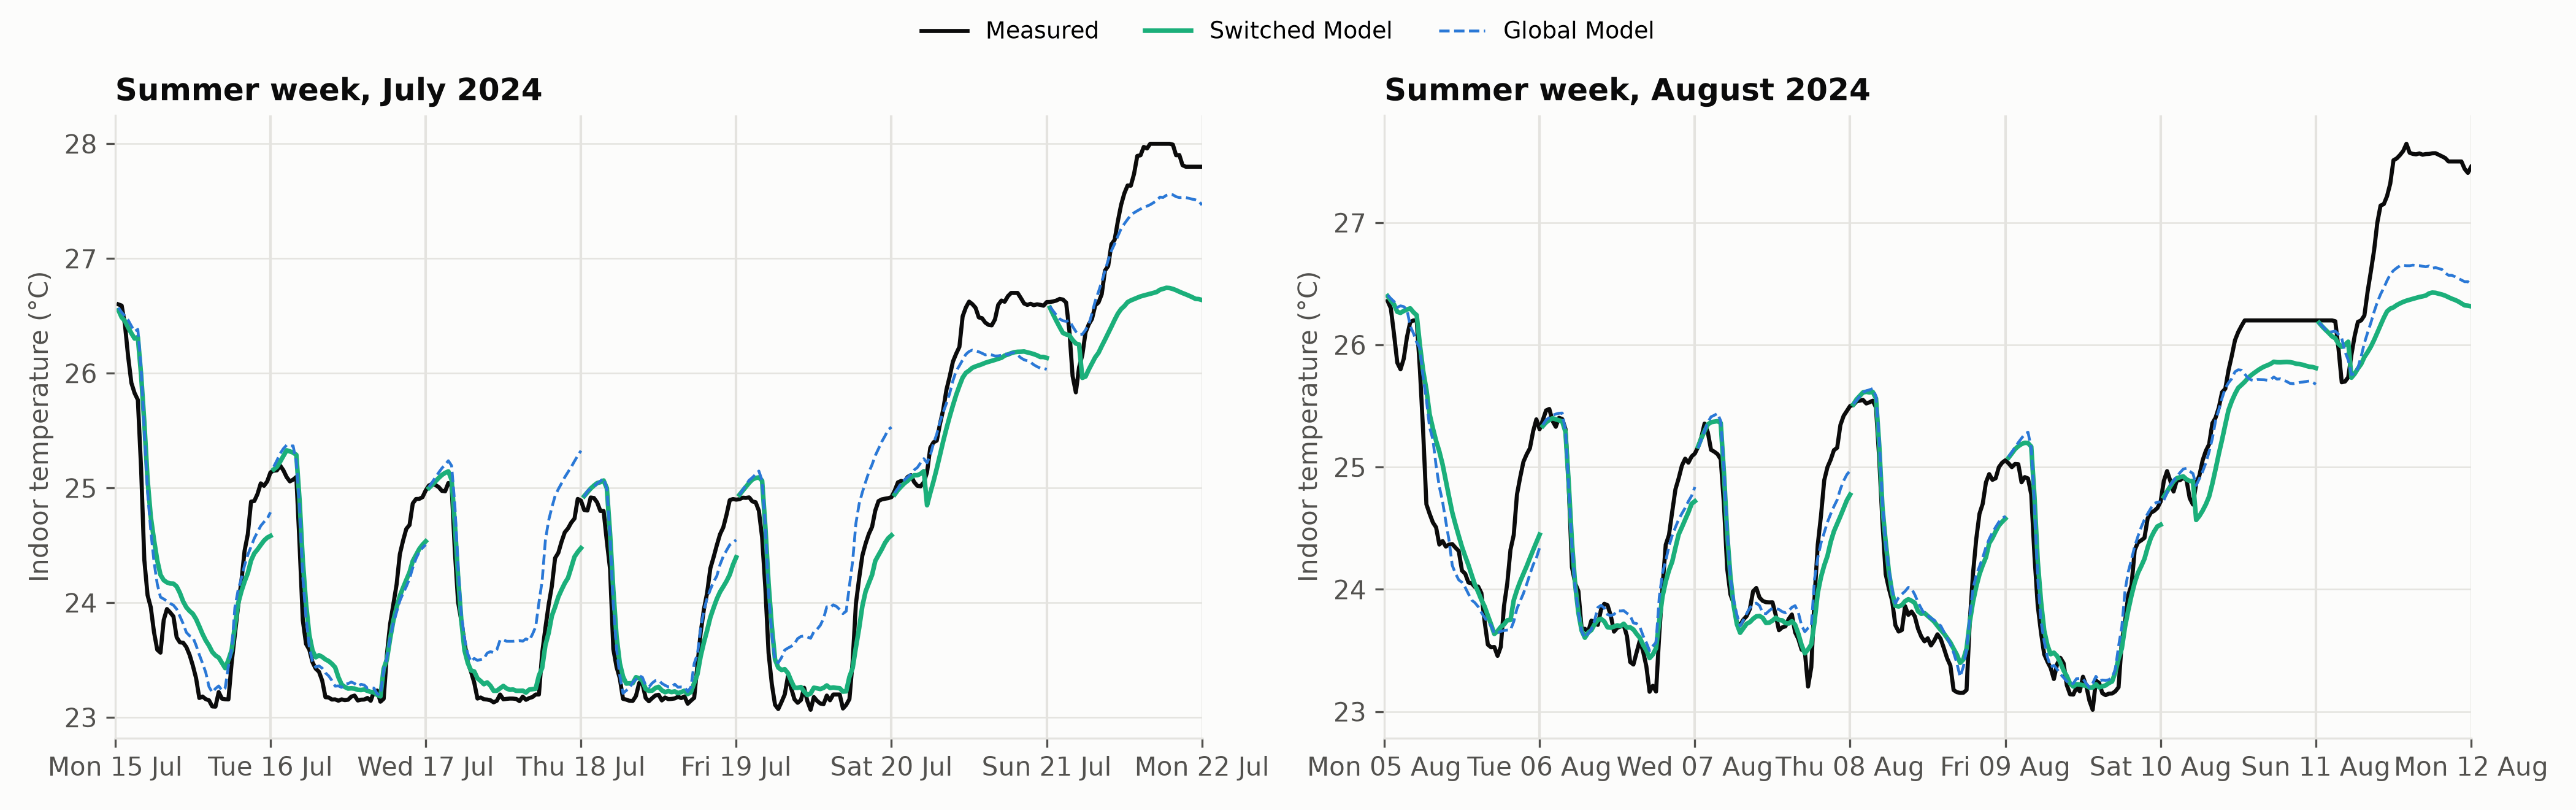 Measured Switched Model Global Model
Summer week, July 2024
Indoor temperature (°C)
28
27
26
25
24
23
Mon 15 Jul Tue 16 Jul Wed 17 Jul Thu 18 Jul Fri 19 Jul Sat 20 Jul Sun 21 Jul Mon 22 Jul
Summer week, August 2024
Indoor temperature (°C)
27
26
25
24
23
Mon 05 Aug Tue 06 Aug Wed 07 Aug Thu 08 Aug Fri 09 Aug Sat 10 Aug Sun 11 Aug Mon 12 Aug